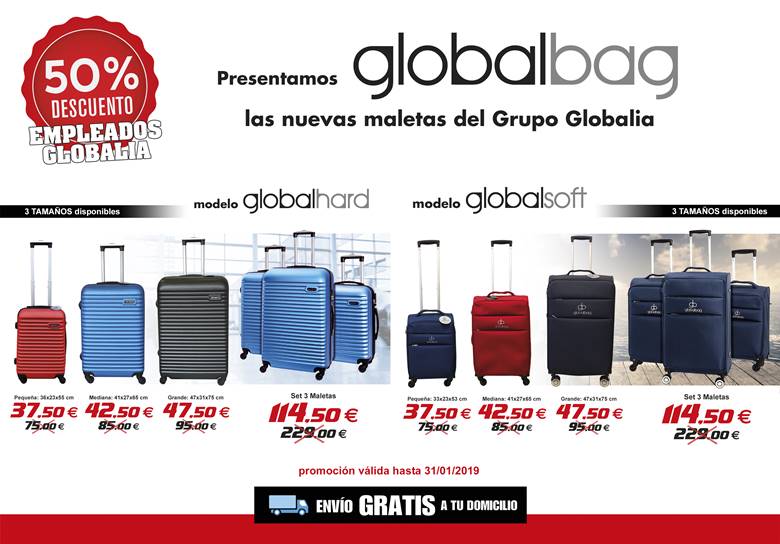 50%
DESCUENTO
EMPLEADOS
GLOBALIA
Presentamos globalbag
las nuevas maletas del Grupo Globalia
3 TAMAÑOS disponibles
modelo globalhard
modelo globalsoft
3 TAMAÑOS disponibles
globalbag
globalbag
globalbag
Pequeña: 36x23x55 cm
37.50 €
75.00 €
Mediana: 41x27x65 cm
42.50 €
85.00 €
Grande: 47x31x75 cm
47.50 €
95.00 €
Set 3 Maletas
114.50 €
229.00 €
Pequeña: 33x23x53 cm
37.50 €
75.00 €
Mediana: 41x27x65 cm
42.50 €
85.00 €
Grande: 47x31x75 cm
47.50 €
95.00 €
Set 3 Maletas
114.50 €
229.00 €
promoción válida hasta 31/01/2019
ENVÍO GRATIS A TU DOMICILIO